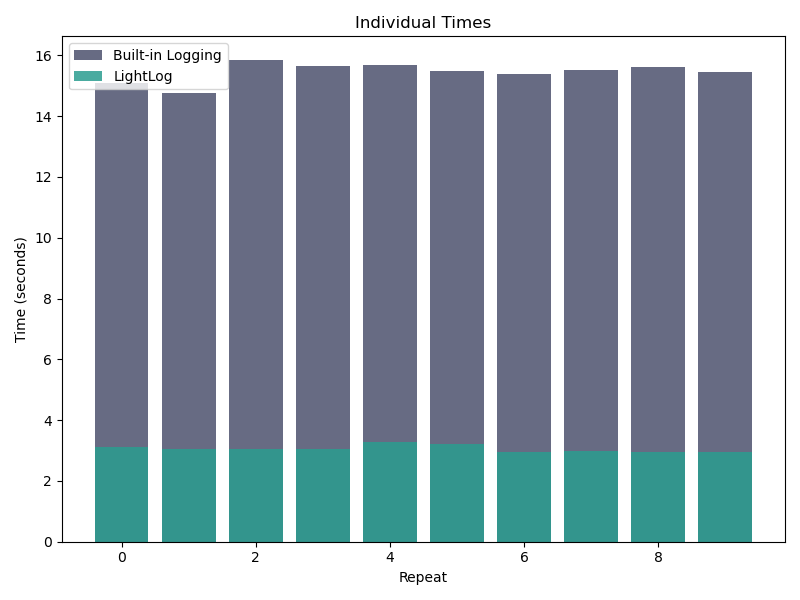 Individual Times
Built-in Logging
LightLog
16
14
12
10
8
6
4
2
0
Time (seconds)
0 2 4 6 8
Repeat